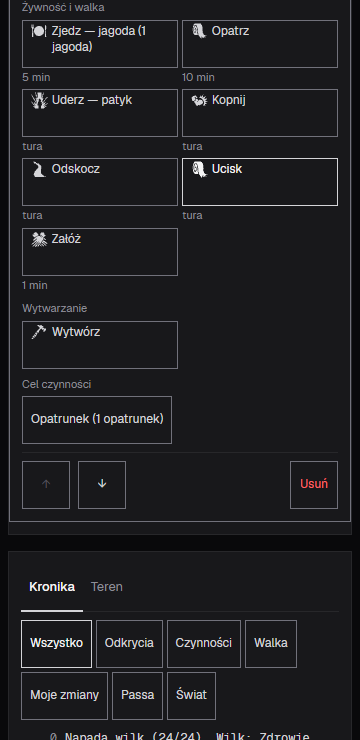 Żywność i walka
Zjedz — jagoda (1
jagoda)
Opatrz
5 min
10 min
Uderz — patyk
Kopnij
tura
tura
Odskocz
Ucisk
tura
tura
Załóż
1 min
Wytwarzanie
Wytwórz
Cel czynności
Opatrunek (1 opatrunek)
↑
↓
Usuń
Kronika
Teren
Wszystko
Odkrycia
Czynności
Walka
Moje zmiany
Passa
Świat
0 Napada wilk (24/24). Wilk: Zdrowie